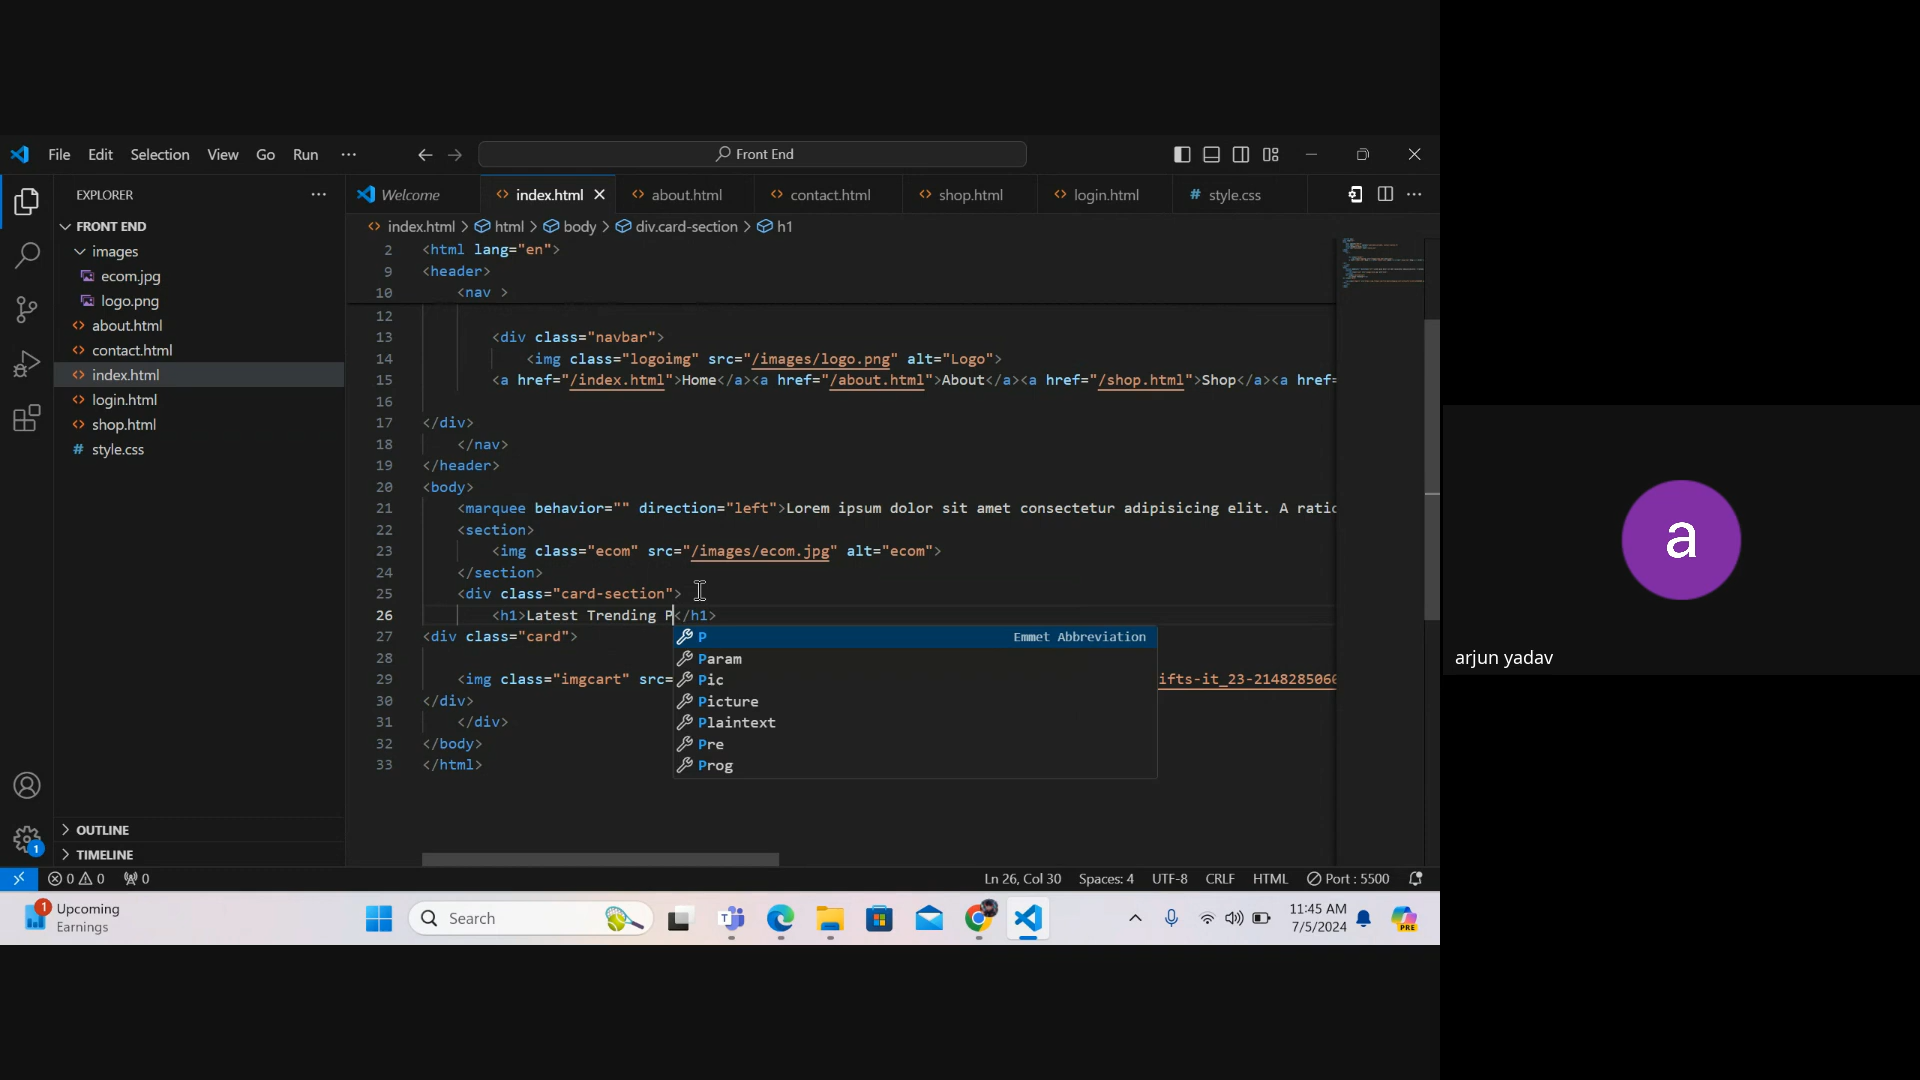 File Edit Selection View Go Run ··· Front End
EXPLORER ···
FRONT END
images
ecom.jpg
logo.png
about.html
contact.html
index.html
login.html
shop.html
style.css
OUTLINE
TIMELINE
Welcome index.html about.html contact.html shop.html login.html # style.css ···
index.html > html > body > div.card-section > h1
2 <html lang="en">
9 <header>
10 <nav >
12
13 <div class="navbar">
14 <img class="logoimg" src="/images/logo.png" alt="Logo">
15 <a href="/index.html">Home</a><a href="/about.html">About</a><a href="/shop.html">Shop</a><a href=
16
17 </div>
18 </nav>
19 </header>
20 <body>
21 <marquee behavior="" direction="left">Lorem ipsum dolor sit amet consectetur adipisicing elit. A ratio
22 <section>
23 <img class="ecom" src="/images/ecom.jpg" alt="ecom">
24 </section>
25 <div class="card-section">
26 <h1>Latest Trending P</h1>
27 <div class="card">
28
29 <img class="imgcart" src= ifts-it_23-214828506
30 </div>
31 </div>
32 </body>
33 </html>
P Emmet Abbreviation
Param
Pic
Picture
Plaintext
Pre
Prog
1
0 0 0 Ln 26, Col 30 Spaces: 4 UTF-8 CRLF HTML Port : 5500
1 Upcoming
Earnings
Search
11:45 AM
7/5/2024
PRE
a
arjun yadav